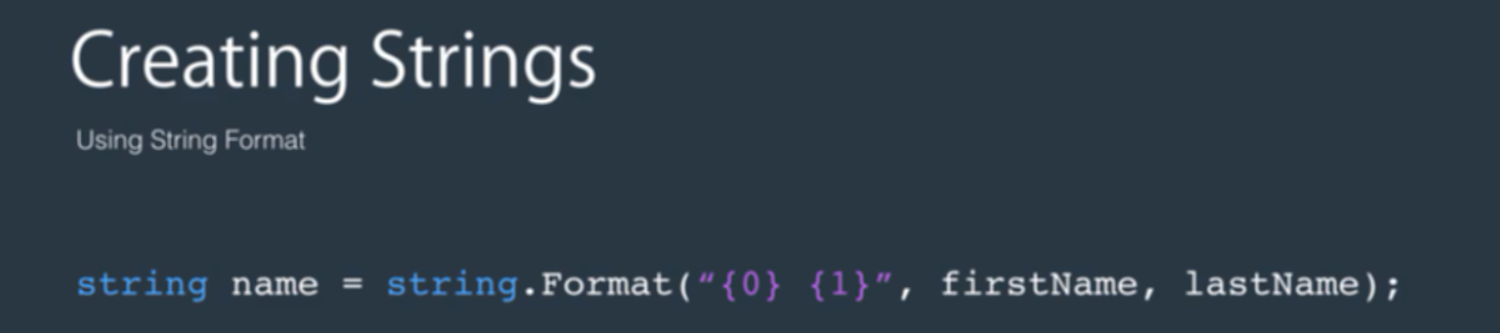 Creating Strings
Using String Format
string name = string.Format(“{0} {1}”, firstName, lastName);